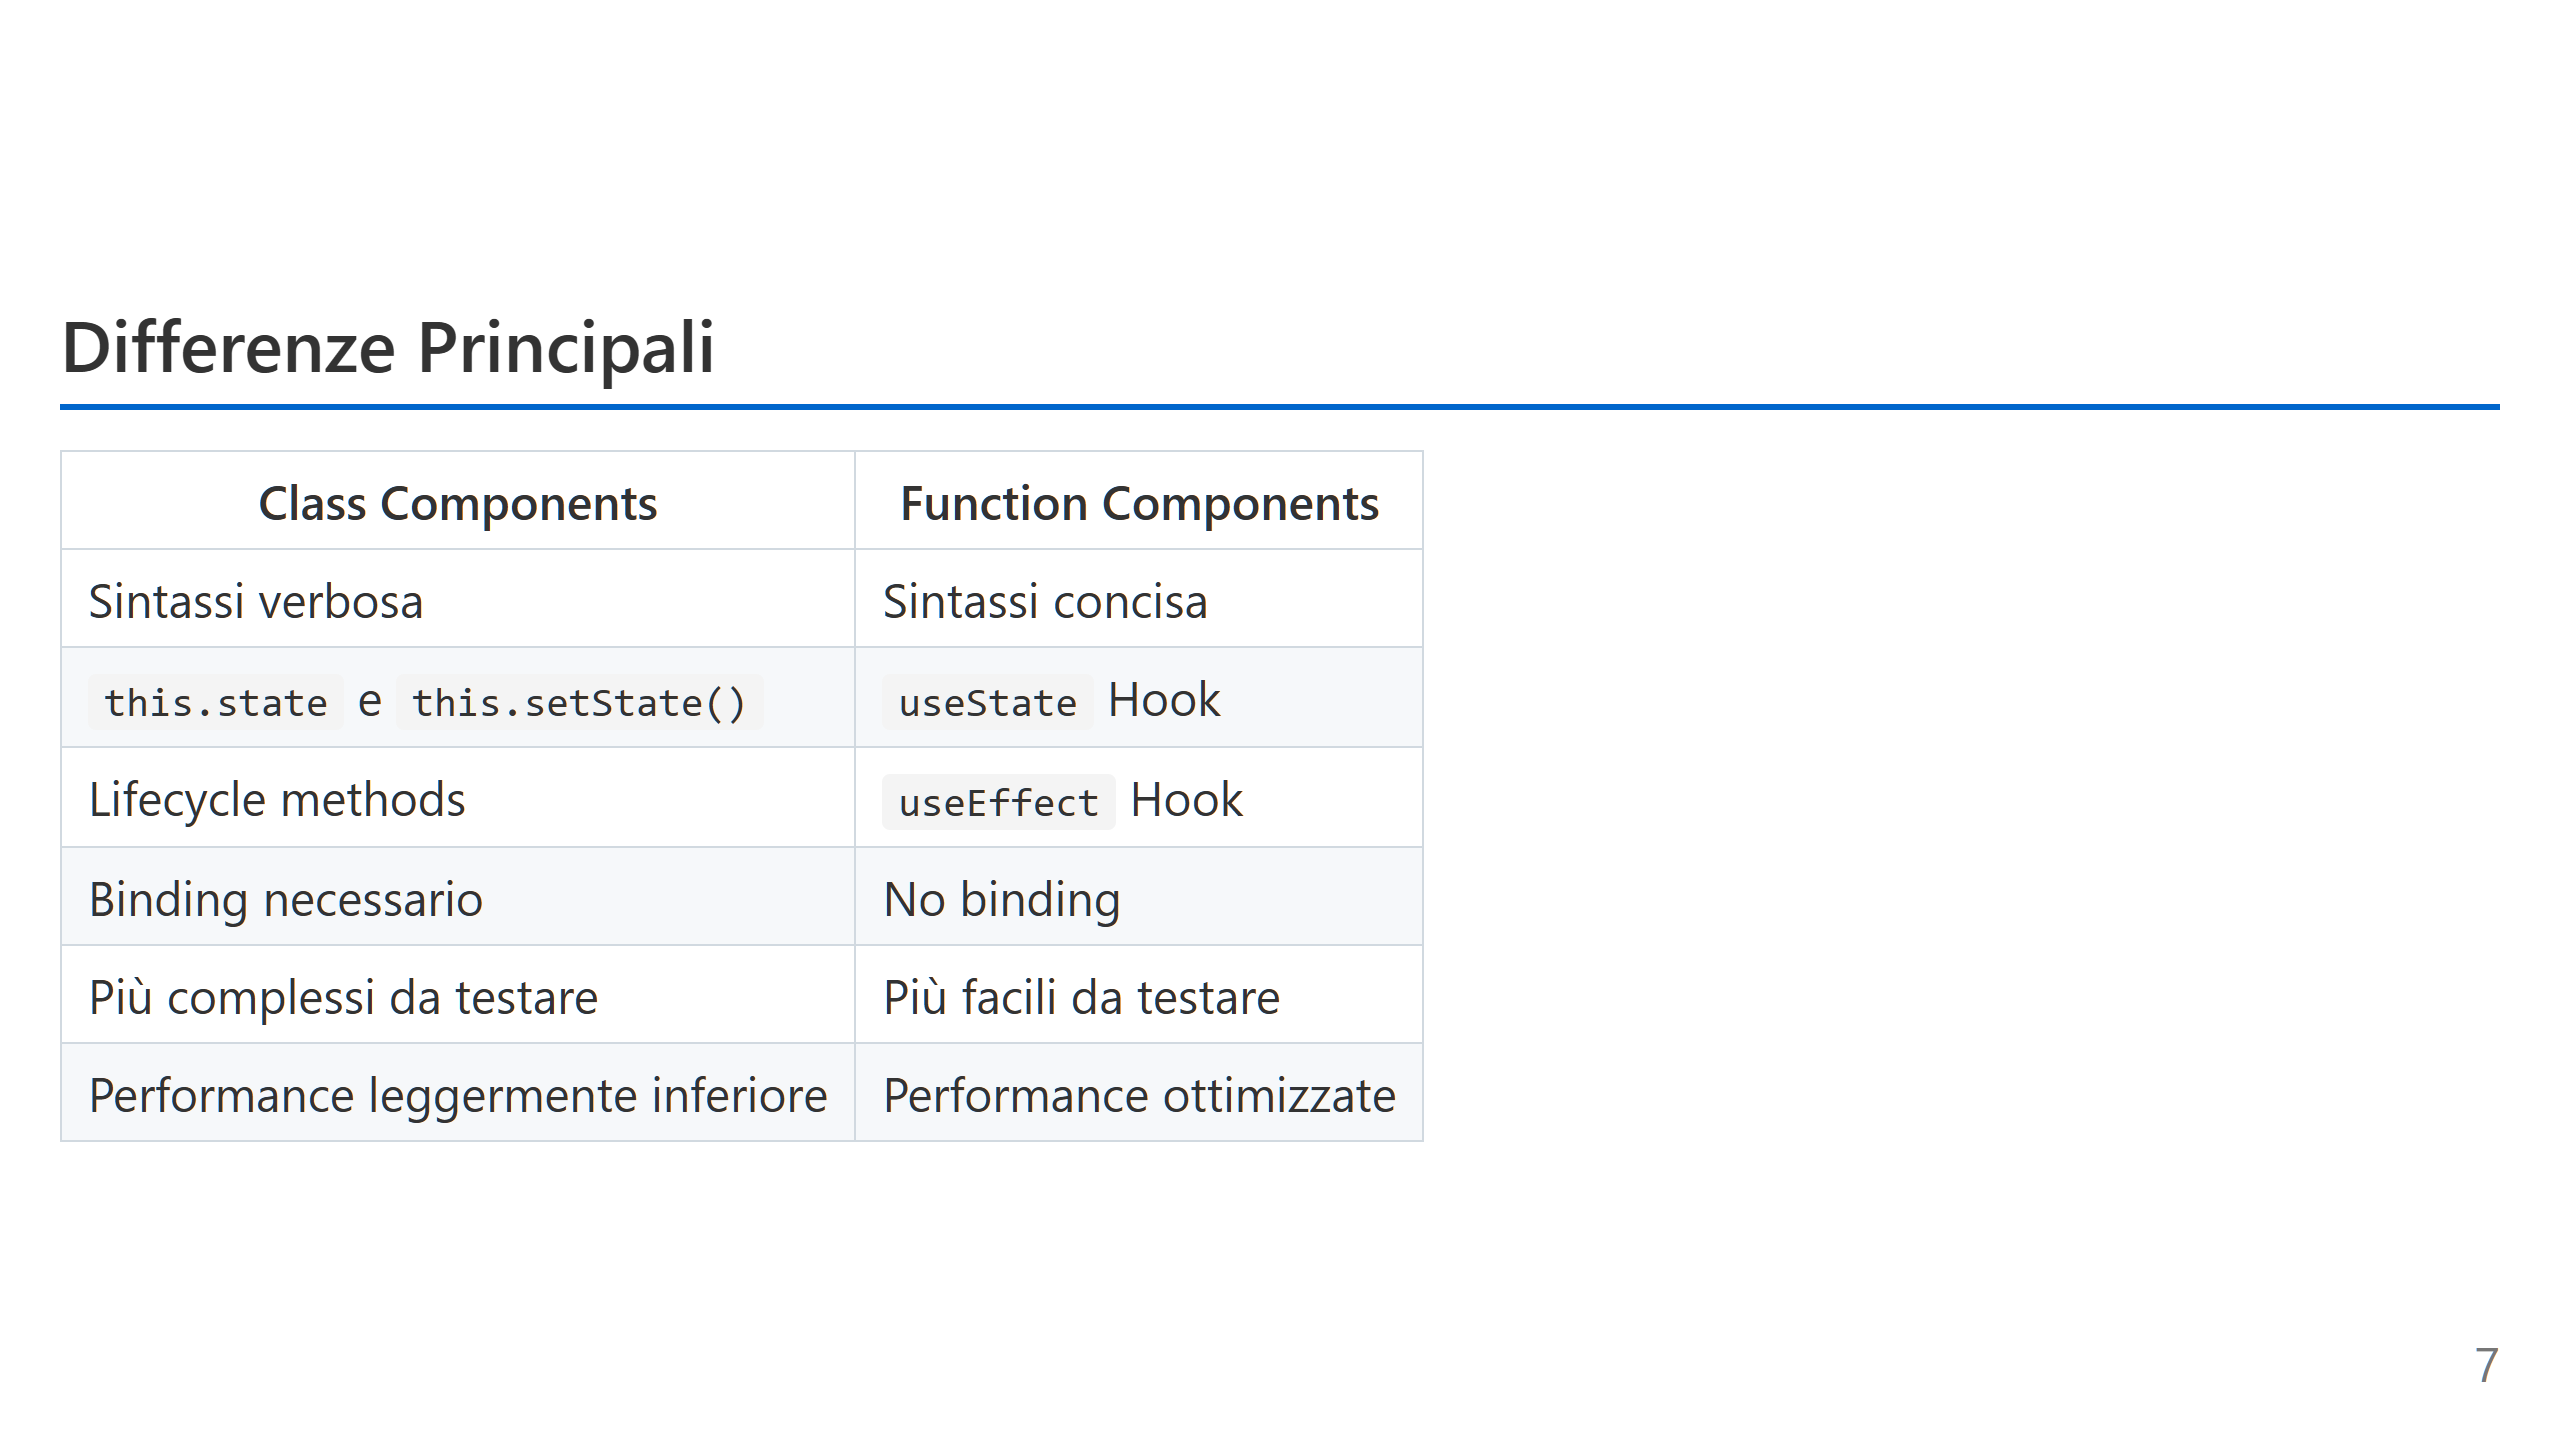 Differenze Principali
Class Components
Function Components
Sintassi verbosa
Sintassi concisa
this.state e this.setState()
useState Hook
Lifecycle methods
useEffect Hook
Binding necessario
No binding
Più complessi da testare
Più facili da testare
Performance leggermente inferiore
Performance ottimizzate
7